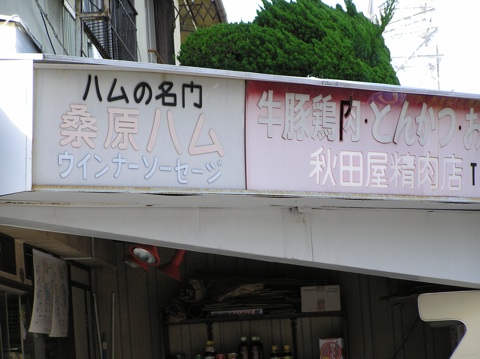 ハムの名門
桑原ハム
ウインナーソーセージ
牛豚鶏肉・とんかつ・お
秋田屋精肉店 T